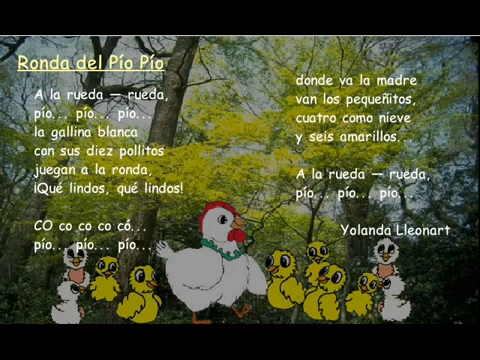 Ronda del Pío Pío
A la rueda — rueda,
pío... pío... pío...
la gallina blanca
con sus diez pollitos
juegan a la ronda,
¡Qué lindos, qué lindos!
CO co co co có...
pío... pío... pío...
donde va la madre
van los pequeñitos,
cuatro como nieve
y seis amarillos...
A la rueda — rueda,
pío... pío... pío...
Yolanda Lleonart